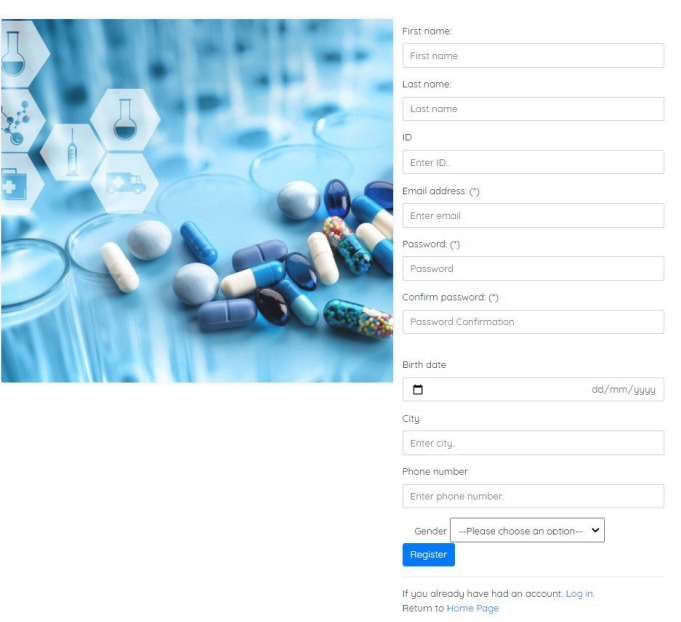 First name:
First name
Last name:
Last name
ID
Enter ID..
Email address: (*)
Enter email
Password: (*)
Password
Confirm password: (*)
Password Confirmation
Birth date
dd/mm/yyyy
City
Enter city..
Phone number
Enter phone number..
Gender --Please choose an option--
Register
If you already have had an account. Log in.
Return to Home Page